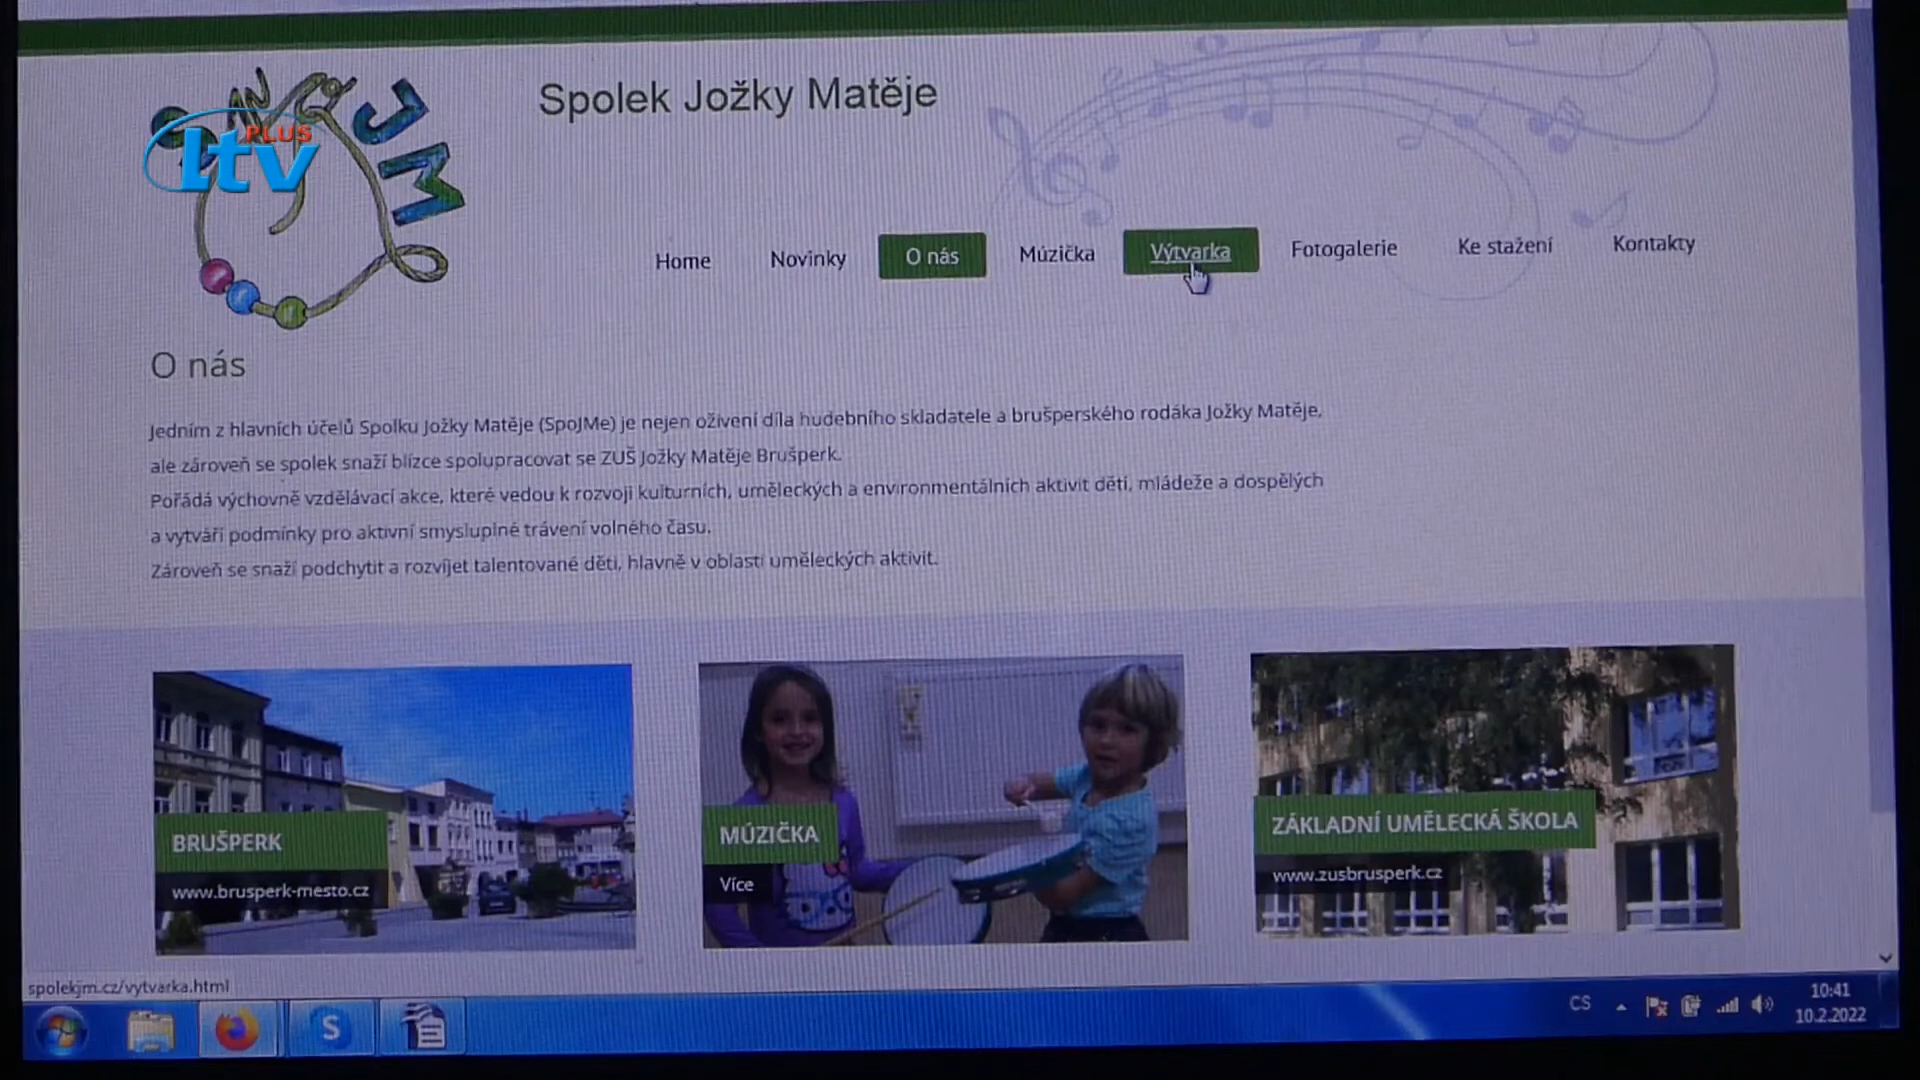 Spolek Jožky Matěje
JM
PLUS
ltv
Home Novinky O nás Múzička Výtvarka Fotogalerie Ke stažení Kontakty
O nás
Jedním z hlavních účelů Spolku Jožky Matěje (SpoJMe) je nejen oživení díla hudebního skladatele a brušperského rodáka Jožky Matěje,
ale zároveň se spolek snaží blízce spolupracovat se ZUŠ Jožky Matěje Brušperk.
Pořádá výchovně vzdělávací akce, které vedou k rozvoji kulturních, uměleckých a environmentálních aktivit dětí, mládeže a dospělých
a vytváří podmínky pro aktivní smysluplné trávení volného času.
Zároveň se snaží podchytit a rozvíjet talentované děti, hlavně v oblasti uměleckých aktivit.
BRUŠPERK
www.brusperk-mesto.cz
MÚZIČKA
Více
ZÁKLADNÍ UMĚLECKÁ ŠKOLA
www.zusbrusperk.cz
spolekjm.cz/vytvarka.html
CS
10:41
10.2.2022